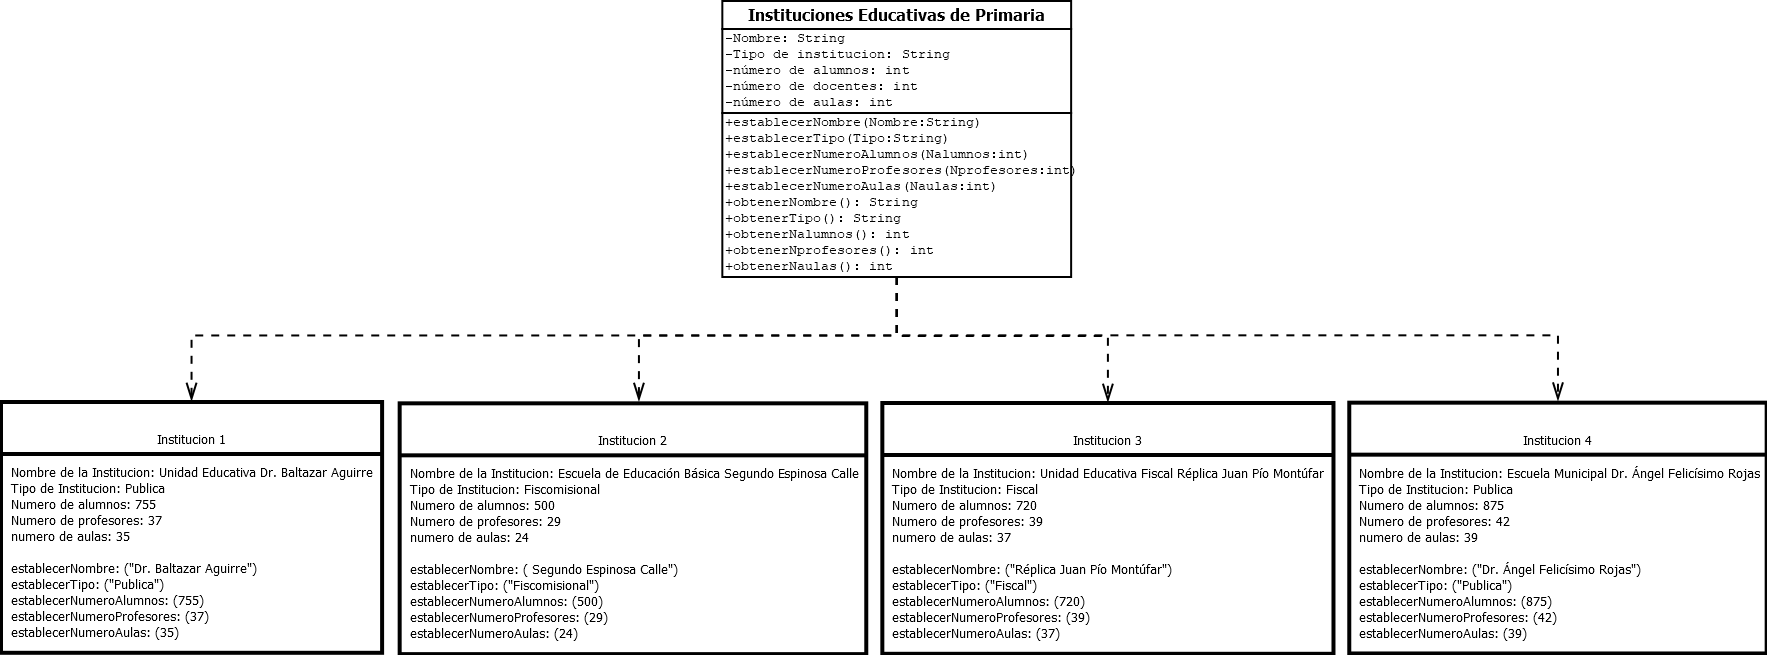 Instituciones Educativas de Primaria
-Nombre: String
-Tipo de institucion: String
-número de alumnos: int
-número de docentes: int
-número de aulas: int
+establecerNombre(Nombre:String)
+establecerTipo(Tipo:String)
+establecerNumeroAlumnos(Nalumnos:int)
+establecerNumeroProfesores(Nprofesores:int)
+establecerNumeroAulas(Naulas:int)
+obtenerNombre(): String
+obtenerTipo(): String
+obtenerNalumnos(): int
+obtenerNprofesores(): int
+obtenerNaulas(): int
Institucion 1
Nombre de la Institucion: Unidad Educativa Dr. Baltazar Aguirre
Tipo de Institucion: Publica
Numero de alumnos: 755
Numero de profesores: 37
numero de aulas: 35
establecerNombre: ("Dr. Baltazar Aguirre")
establecerTipo: ("Publica")
establecerNumeroAlumnos: (755)
establecerNumeroProfesores: (37)
establecerNumeroAulas: (35)
Institucion 2
Nombre de la Institucion: Escuela de Educación Básica Segundo Espinosa Calle
Tipo de Institucion: Fiscomisional
Numero de alumnos: 500
Numero de profesores: 29
numero de aulas: 24
establecerNombre: ( Segundo Espinosa Calle")
establecerTipo: ("Fiscomisional")
establecerNumeroAlumnos: (500)
establecerNumeroProfesores: (29)
establecerNumeroAulas: (24)
Institucion 3
Nombre de la Institucion: Unidad Educativa Fiscal Réplica Juan Pío Montúfar
Tipo de Institucion: Fiscal
Numero de alumnos: 720
Numero de profesores: 39
numero de aulas: 37
establecerNombre: ("Réplica Juan Pío Montúfar")
establecerTipo: ("Fiscal")
establecerNumeroAlumnos: (720)
establecerNumeroProfesores: (39)
establecerNumeroAulas: (37)
Institucion 4
Nombre de la Institucion: Escuela Municipal Dr. Ángel Felicísimo Rojas
Tipo de Institucion: Publica
Numero de alumnos: 875
Numero de profesores: 42
numero de aulas: 39
establecerNombre: ("Dr. Ángel Felicísimo Rojas")
establecerTipo: ("Publica")
establecerNumeroAlumnos: (875)
establecerNumeroProfesores: (42)
establecerNumeroAulas: (39)